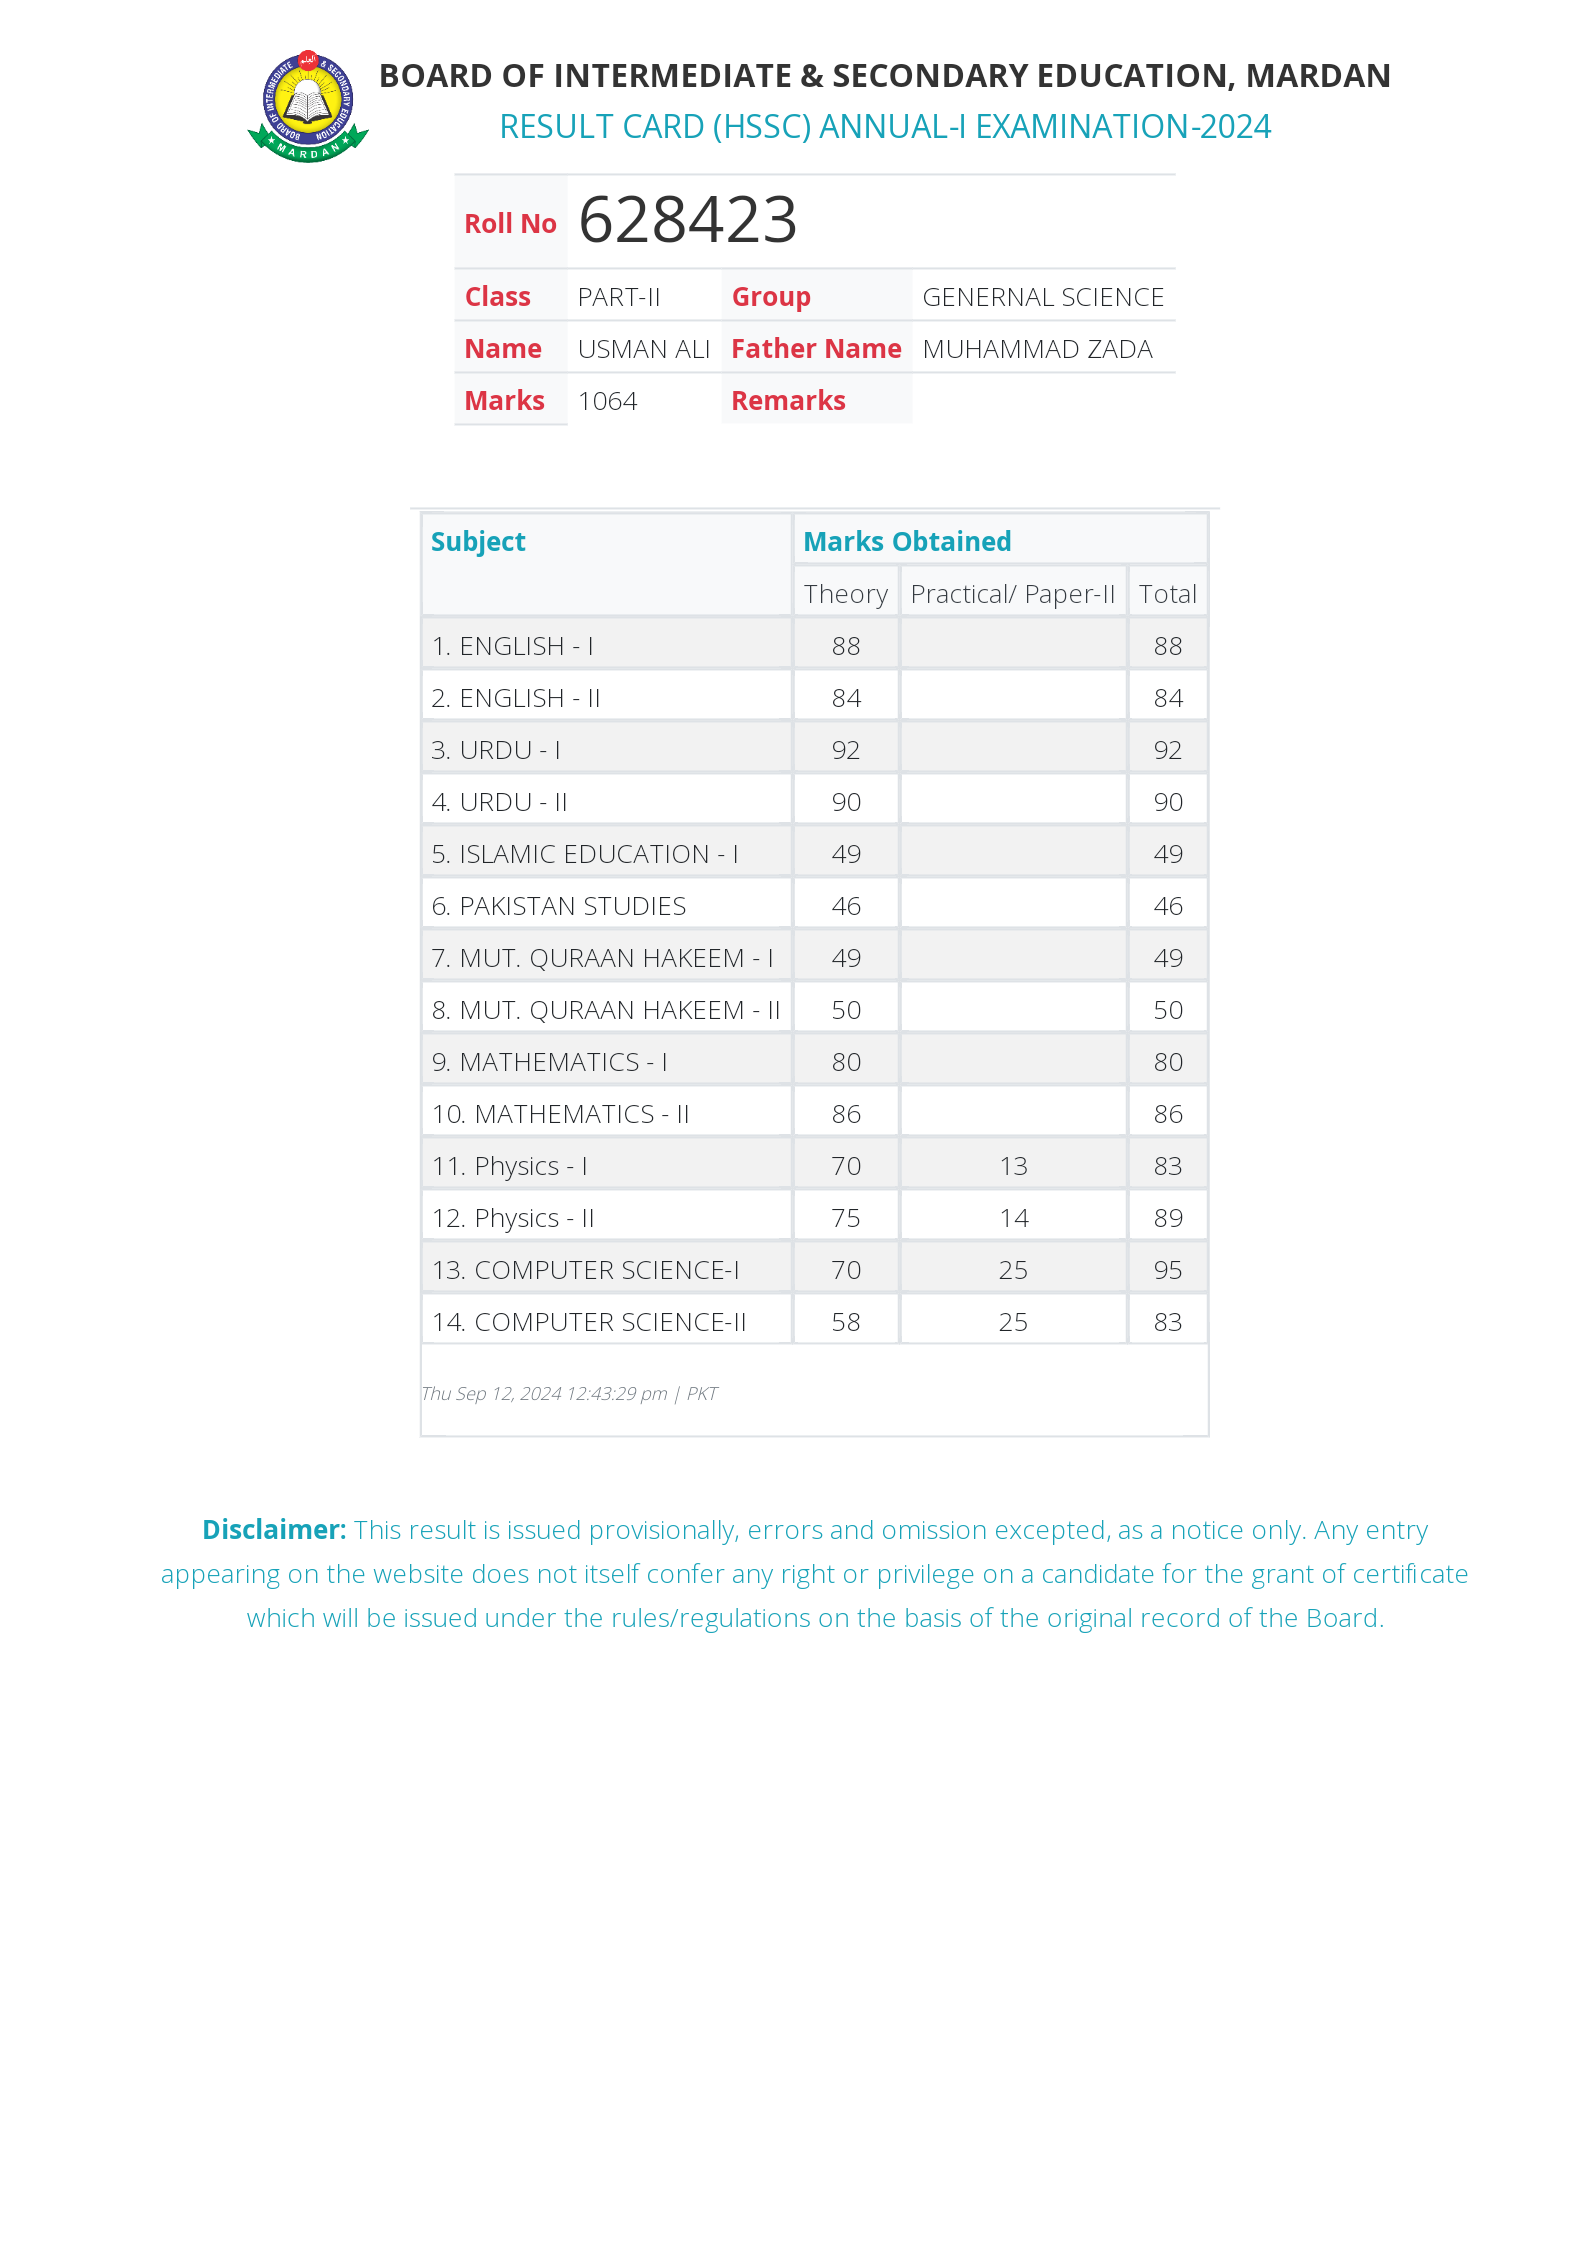 BOARD OF INTERMEDIATE & SECONDARY EDUCATION
العلم
MARDAN
BOARD OF INTERMEDIATE & SECONDARY EDUCATION, MARDAN
RESULT CARD (HSSC) ANNUAL-I EXAMINATION-2024
Roll No 628423
Class PART-II Group GENERNAL SCIENCE
Name USMAN ALI Father Name MUHAMMAD ZADA
Marks 1064 Remarks
Subject Marks Obtained
Theory Practical/ Paper-II Total
1. ENGLISH - I 88 88
2. ENGLISH - II 84 84
3. URDU - I 92 92
4. URDU - II 90 90
5. ISLAMIC EDUCATION - I 49 49
6. PAKISTAN STUDIES 46 46
7. MUT. QURAAN HAKEEM - I 49 49
8. MUT. QURAAN HAKEEM - II 50 50
9. MATHEMATICS - I 80 80
10. MATHEMATICS - II 86 86
11. Physics - I 70 13 83
12. Physics - II 75 14 89
13. COMPUTER SCIENCE-I 70 25 95
14. COMPUTER SCIENCE-II 58 25 83
Thu Sep 12, 2024 12:43:29 pm | PKT
Disclaimer: This result is issued provisionally, errors and omission excepted, as a notice only. Any entry
appearing on the website does not itself confer any right or privilege on a candidate for the grant of certificate
which will be issued under the rules/regulations on the basis of the original record of the Board.